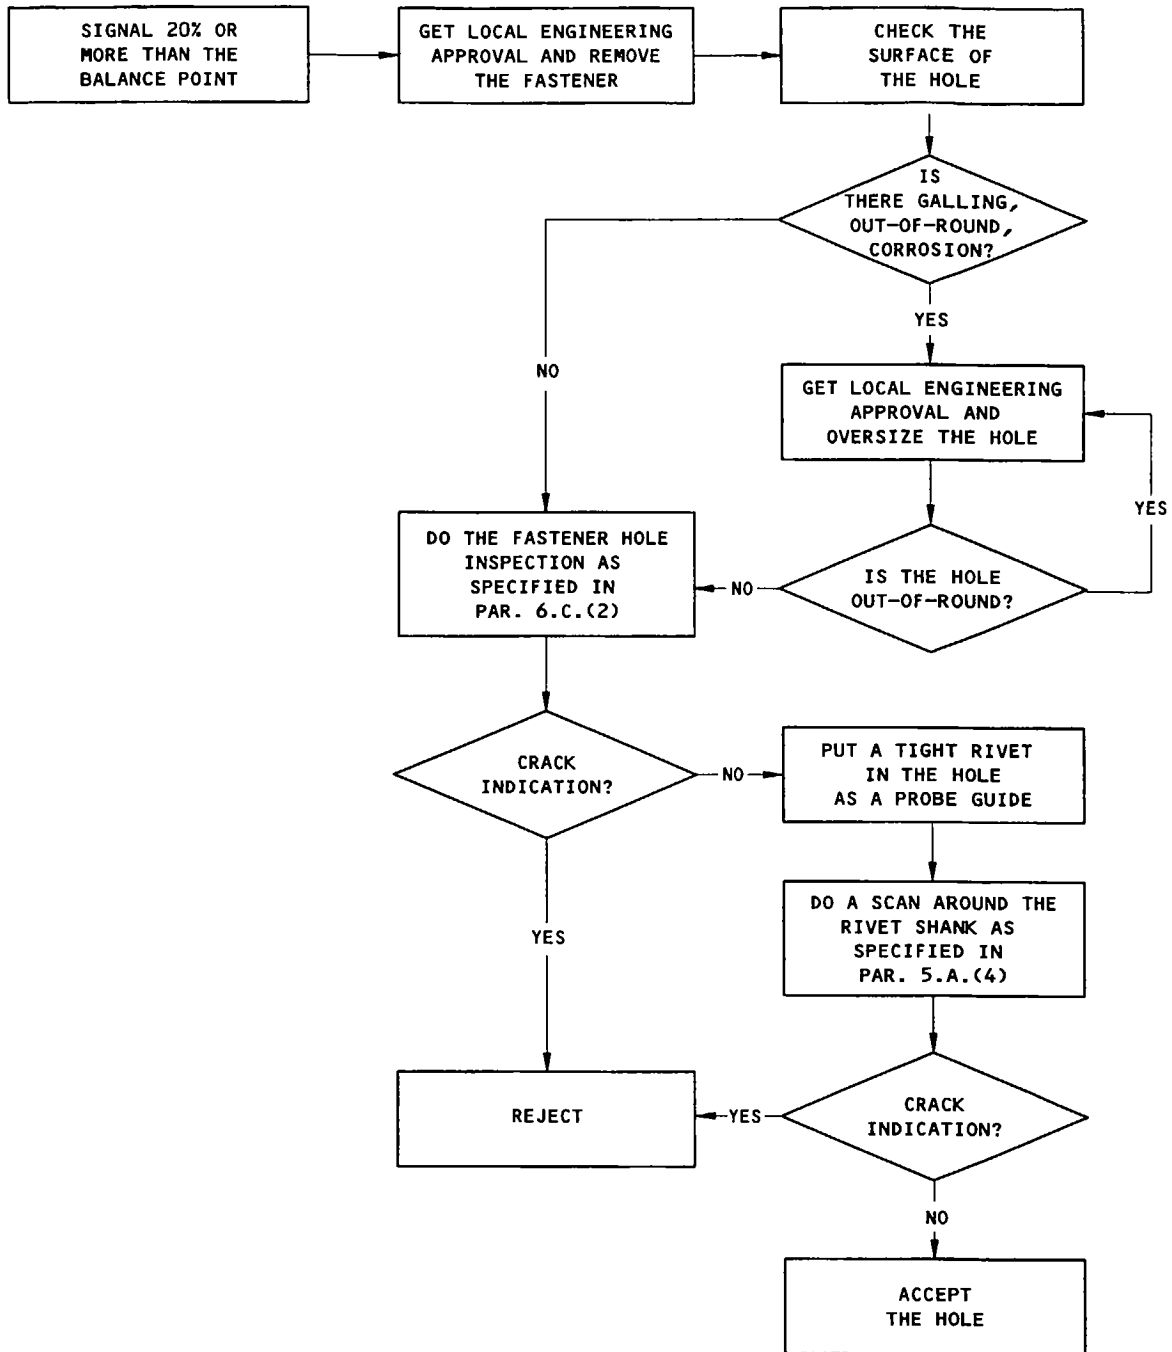 SIGNAL 20% OR
MORE THAN THE
BALANCE POINT
GET LOCAL ENGINEERING
APPROVAL AND REMOVE
THE FASTENER
CHECK THE
SURFACE OF
THE HOLE
IS
THERE GALLING,
OUT-OF-ROUND,
CORROSION?
YES
NO
GET LOCAL ENGINEERING
APPROVAL AND
OVERSIZE THE HOLE
YES
DO THE FASTENER HOLE
INSPECTION AS
SPECIFIED IN
PAR. 6.C.(2)
NO
IS THE HOLE
OUT-OF-ROUND?
CRACK
INDICATION?
NO
PUT A TIGHT RIVET
IN THE HOLE
AS A PROBE GUIDE
YES
DO A SCAN AROUND THE
RIVET SHANK AS
SPECIFIED IN
PAR. 5.A.(4)
REJECT
YES
CRACK
INDICATION?
NO
ACCEPT
THE HOLE